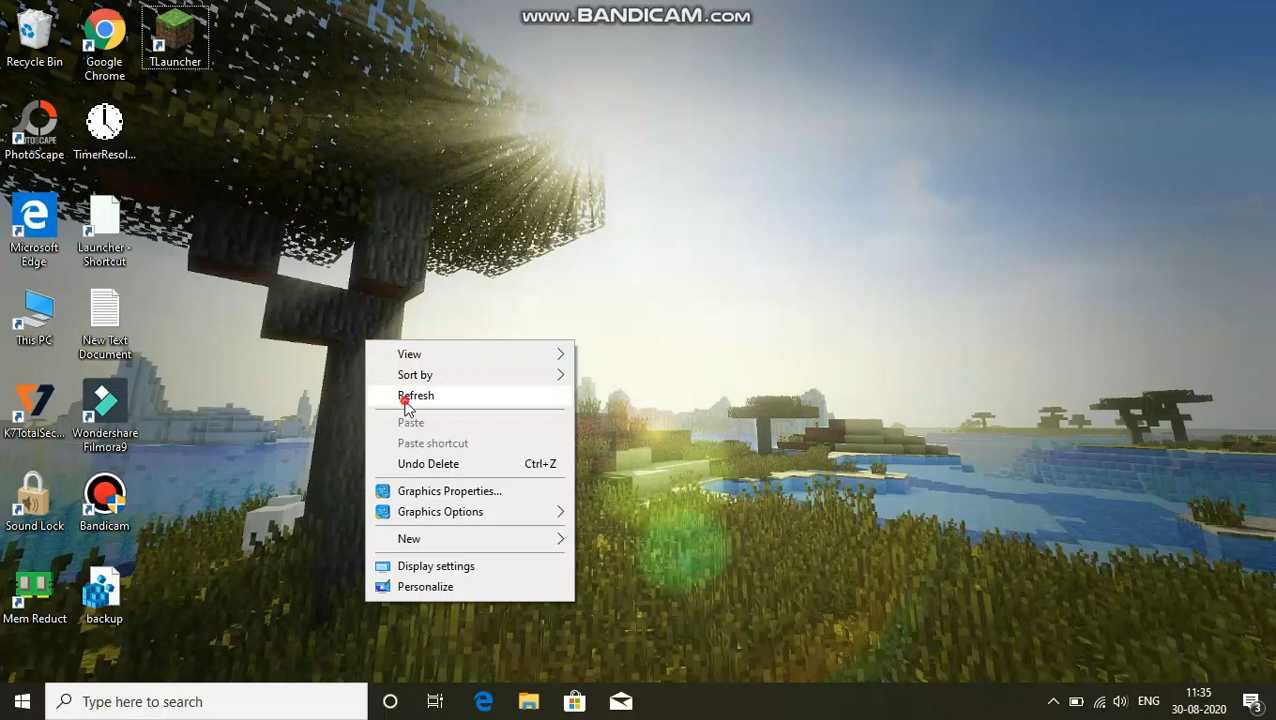 www.BANDICAM.com
Recycle Bin
Google
Chrome
TLauncher
PHOTOSCAPE
PhotoScape
TimerResol...
Microsoft
Edge
Launcher -
Shortcut
This PC
New Text
Document
K7TotalSec...
Wondershare
Filmora9
Sound Lock
Bandicam
Mem Reduct
backup
View
Sort by
Refresh
Paste
Paste shortcut
Undo Delete Ctrl+Z
Graphics Properties...
Graphics Options
New
Display settings
Personalize
Type here to search
ENG
11:35
30-08-2020
3